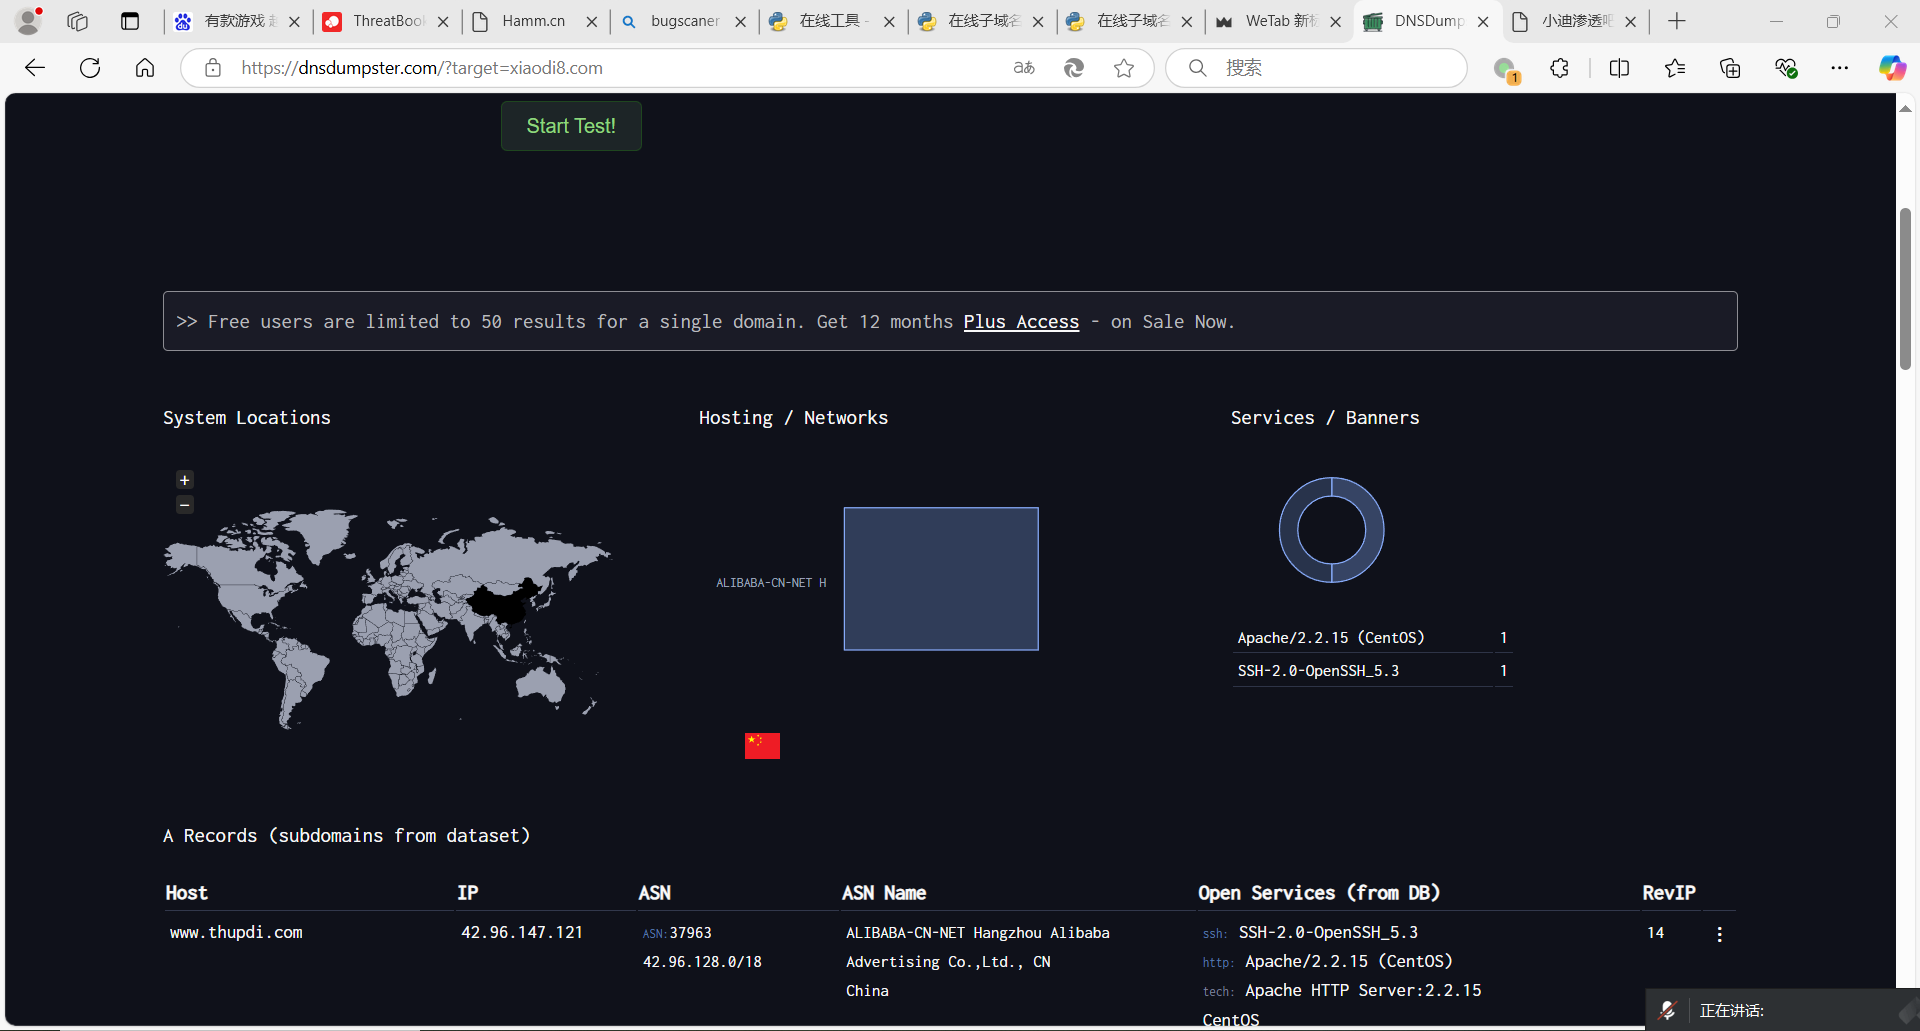 有款游戏
ThreatBook
Hamm.cn
bugscaner
在线工具 -
在线子域名
在线子域名
WeTab 新标
DNSDump
小迪渗透吧
https://dnsdumpster.com/?target=xiaodi8.com
aあ
搜索
1
Start Test!
>> Free users are limited to 50 results for a single domain. Get 12 months Plus Access - on Sale Now.
System Locations
Hosting / Networks
Services / Banners
+
−
ALIBABA-CN-NET H
Apache/2.2.15 (CentOS) 1
SSH-2.0-OpenSSH_5.3 1
A Records (subdomains from dataset)
Host IP ASN ASN Name Open Services (from DB) RevIP
www.thupdi.com 42.96.147.121 ASN:37963 ALIBABA-CN-NET Hangzhou Alibaba ssh: SSH-2.0-OpenSSH_5.3 14
42.96.128.0/18 Advertising Co.,Ltd., CN http: Apache/2.2.15 (CentOS)
China tech: Apache HTTP Server:2.2.15
CentOS
正在讲话: